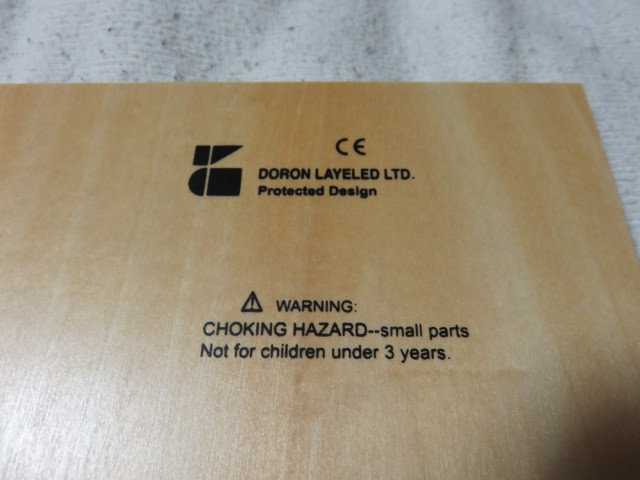 CE
DORON LAYELED LTD.
Protected Design
WARNING:
CHOKING HAZARD--small parts
Not for children under 3 years.